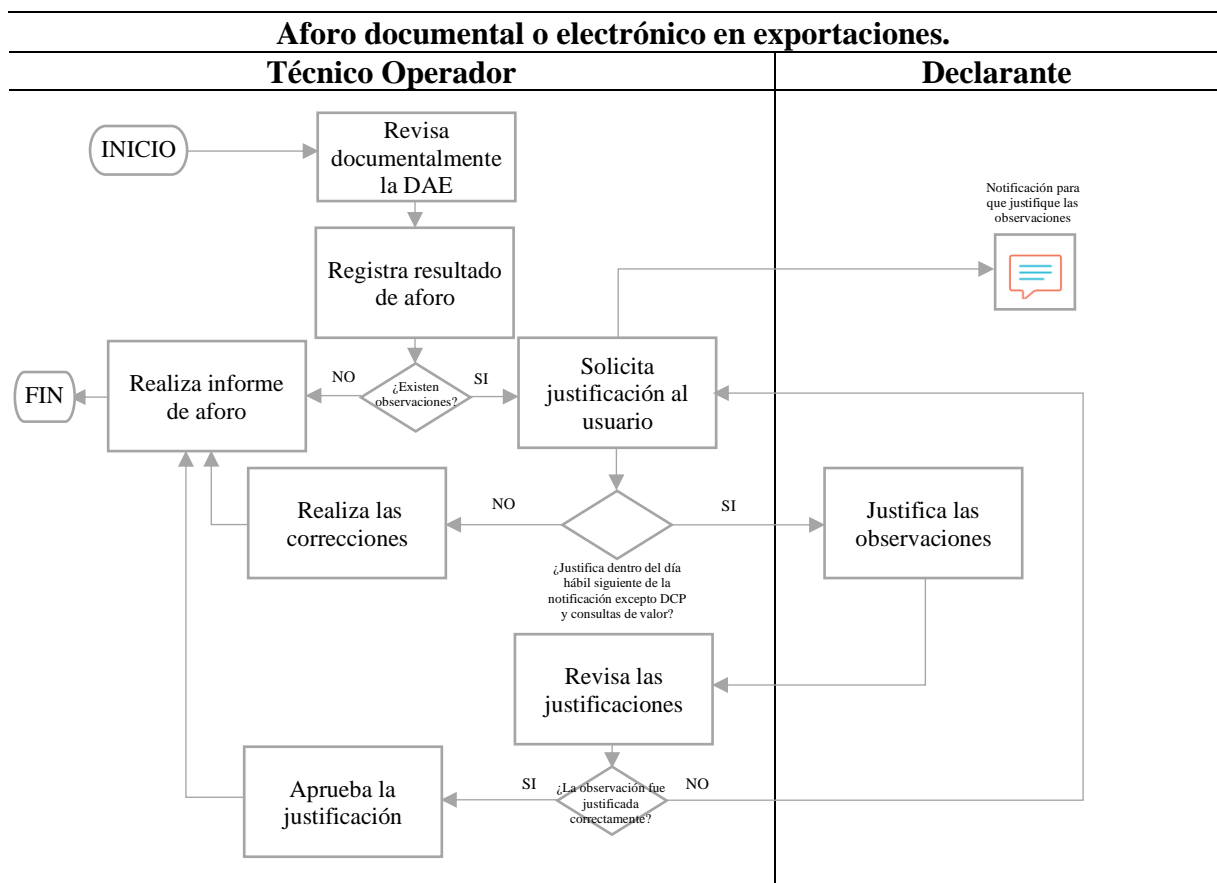 Aforo documental o electrónico en exportaciones.
Técnico Operador
Declarante
INICIO
Revisa
documentalmente
la DAE
Notificación para
que justifique las
observaciones
Registra resultado
de aforo
FIN
Realiza informe
de aforo
NO
¿Existen
observaciones?
SI
Solicita
justificación al
usuario
Realiza las
correcciones
NO
SI
¿Justifica dentro del día
hábil siguiente de la
notificación excepto DCP
y consultas de valor?
Justifica las
observaciones
Revisa las
justificaciones
Aprueba la
justificación
SI
¿La observación fue
justificada
correctamente?
NO